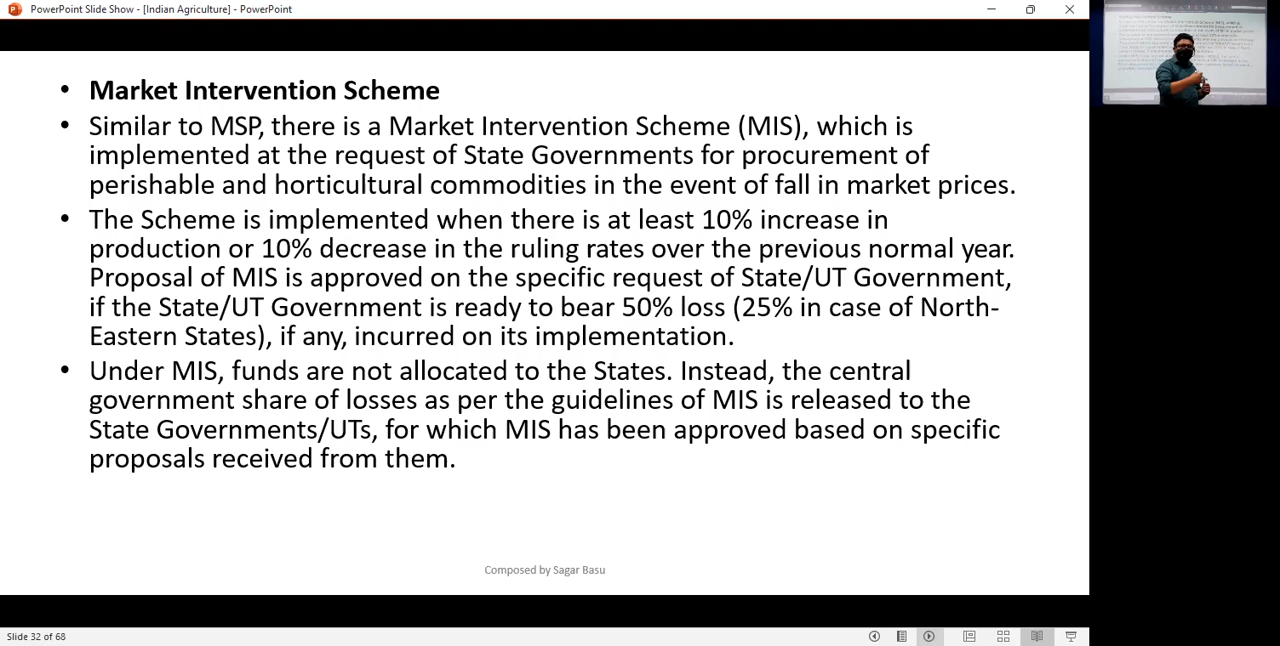 PowerPoint Slide Show - [Indian Agriculture] - PowerPoint
• Market Intervention Scheme
• Similar to MSP, there is a Market Intervention Scheme (MIS), which is
implemented at the request of State Governments for procurement of
perishable and horticultural commodities in the event of fall in market prices.
• The Scheme is implemented when there is at least 10% increase in
production or 10% decrease in the ruling rates over the previous normal year.
Proposal of MIS is approved on the specific request of State/UT Government,
if the State/UT Government is ready to bear 50% loss (25% in case of North-
Eastern States), if any, incurred on its implementation.
• Under MIS, funds are not allocated to the States. Instead, the central
government share of losses as per the guidelines of MIS is released to the
State Governments/UTs, for which MIS has been approved based on specific
proposals received from them.
Composed by Sagar Basu
Slide 32 of 68